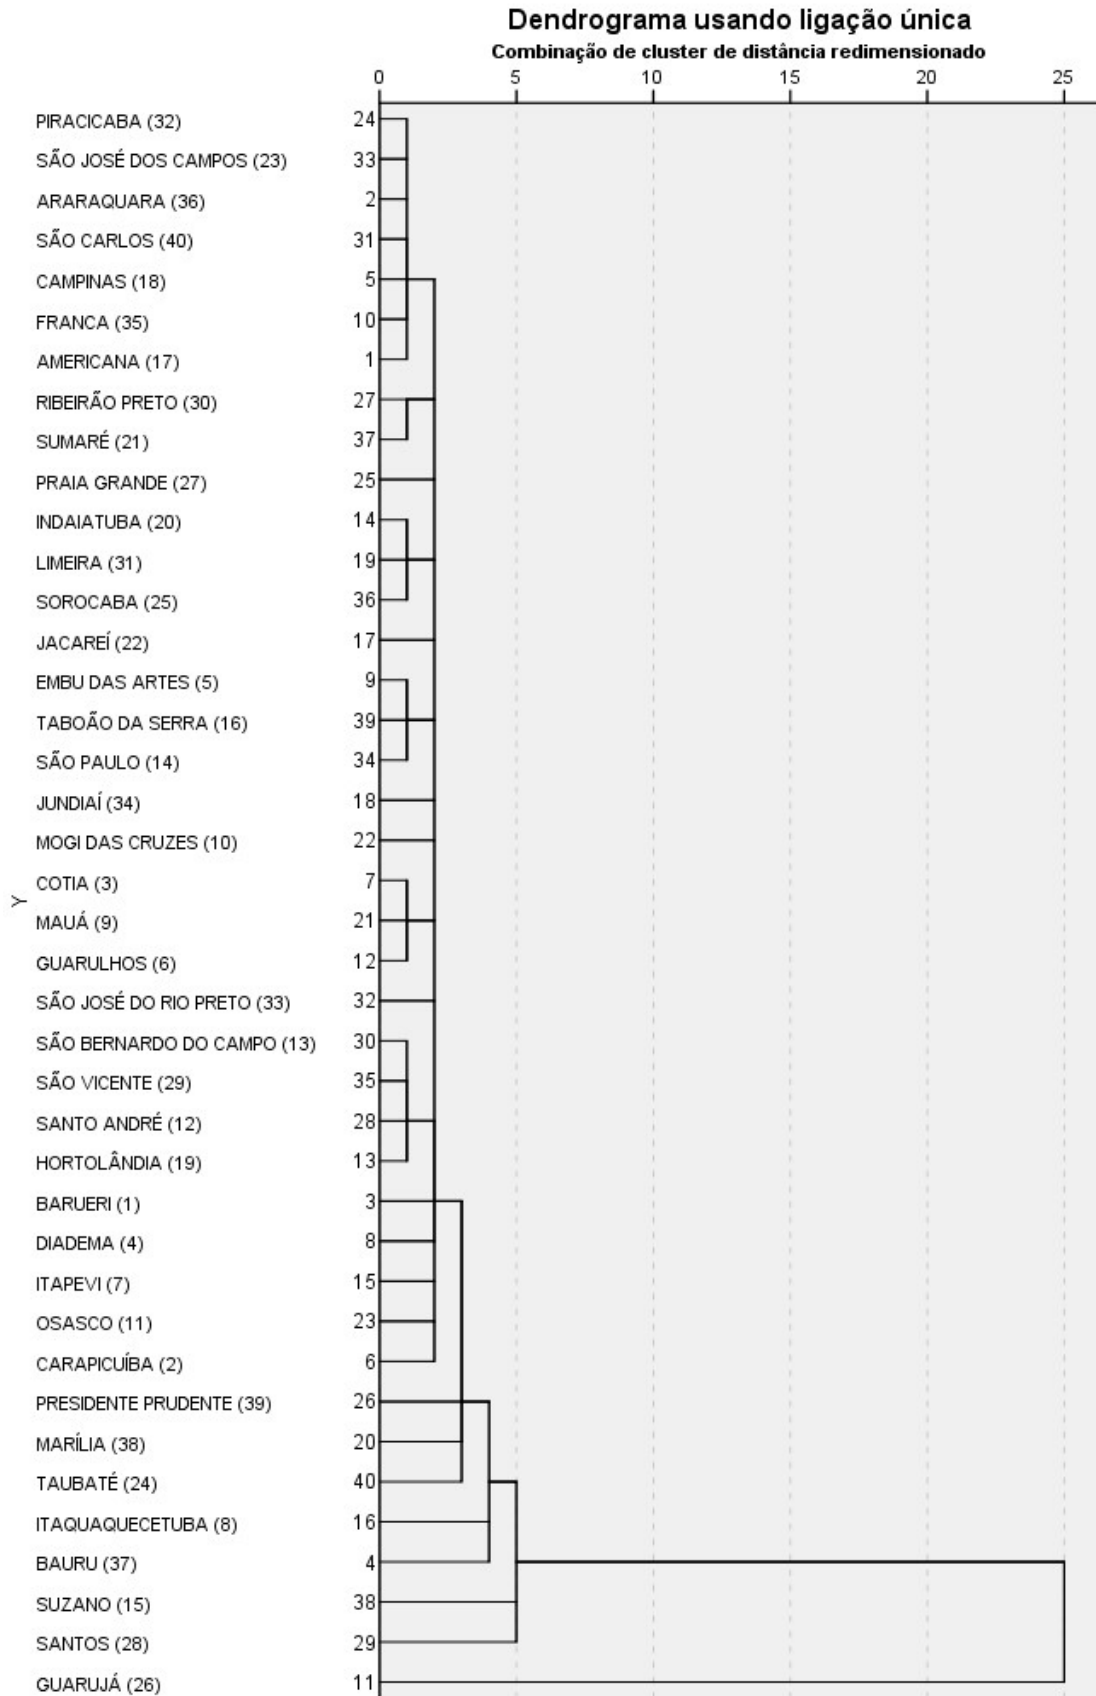 Dendrograma usando ligação única
Combinação de cluster de distância redimensionado
0 5 10 15 20 25
PIRACICABA (32) 24
SÃO JOSÉ DOS CAMPOS (23) 33
ARARAQUARA (36) 2
SÃO CARLOS (40) 31
CAMPINAS (18) 5
FRANCA (35) 10
AMERICANA (17) 1
RIBEIRÃO PRETO (30) 27
SUMARÉ (21) 37
PRAIA GRANDE (27) 25
INDAIATUBA (20) 14
LIMEIRA (31) 19
SOROCABA (25) 36
JACAREÍ (22) 17
EMBU DAS ARTES (5) 9
TABOÃO DA SERRA (16) 39
SÃO PAULO (14) 34
JUNDIAÍ (34) 18
MOGI DAS CRUZES (10) 22
COTIA (3) 7
Y
MAUÁ (9) 21
GUARULHOS (6) 12
SÃO JOSÉ DO RIO PRETO (33) 32
SÃO BERNARDO DO CAMPO (13) 30
SÃO VICENTE (29) 35
SANTO ANDRÉ (12) 28
HORTOLÂNDIA (19) 13
BARUERI (1) 3
DIADEMA (4) 8
ITAPEVI (7) 15
OSASCO (11) 23
CARAPICUÍBA (2) 6
PRESIDENTE PRUDENTE (39) 26
MARÍLIA (38) 20
TAUBATÉ (24) 40
ITAQUAQUECETUBA (8) 16
BAURU (37) 4
SUZANO (15) 38
SANTOS (28) 29
GUARUJÁ (26) 11